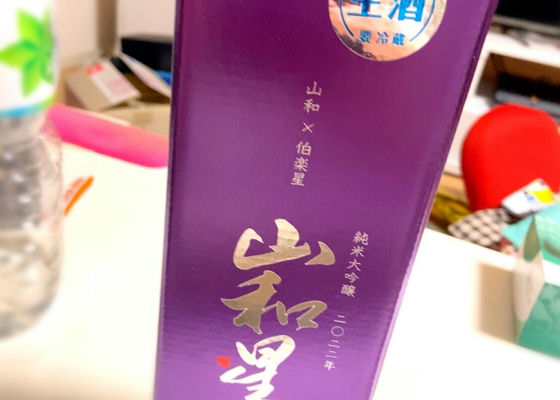 生酒
要冷蔵
山和×伯楽星
純米大吟醸 二〇二二年
山和星